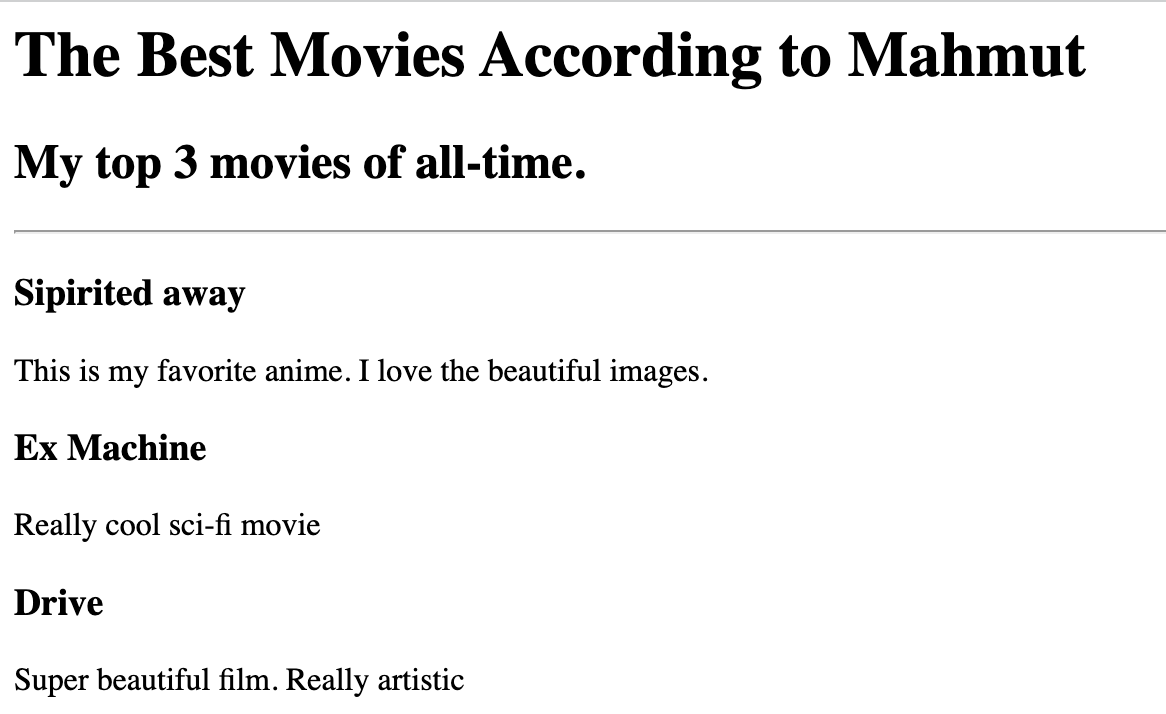 The Best Movies According to Mahmut
My top 3 movies of all-time.
Sipirited away
This is my favorite anime. I love the beautiful images.
Ex Machine
Really cool sci-fi movie
Drive
Super beautiful film. Really artistic